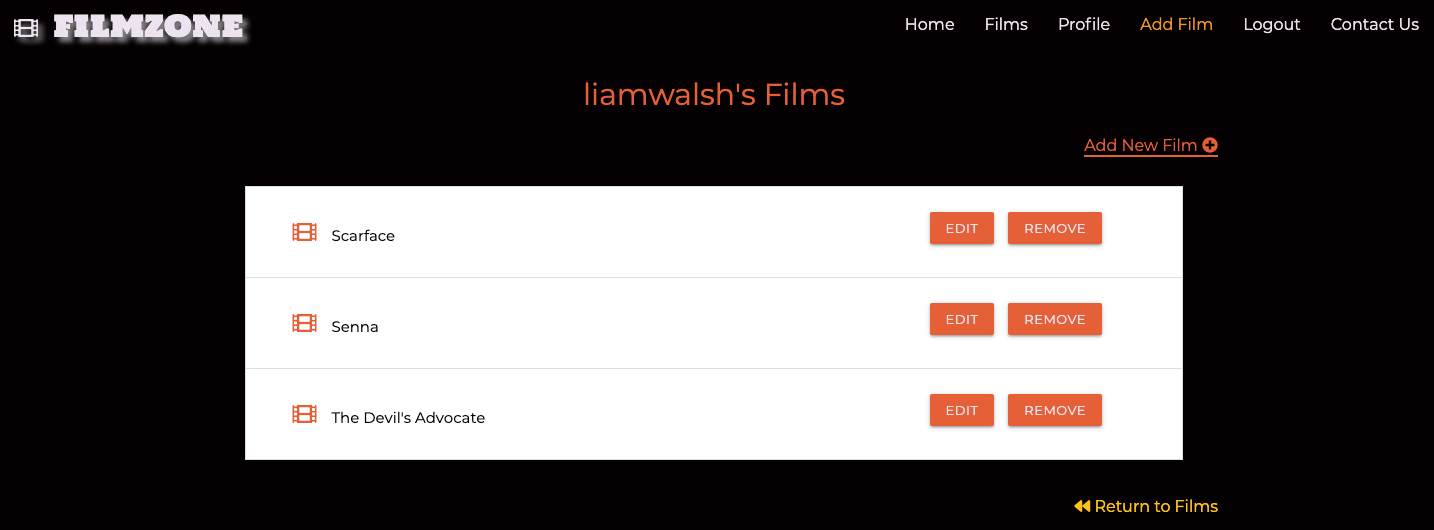 FILMZONE
Home Films Profile Add Film Logout Contact Us
liamwalsh's Films
Add New Film
Scarface EDIT REMOVE
Senna EDIT REMOVE
The Devil's Advocate EDIT REMOVE
Return to Films